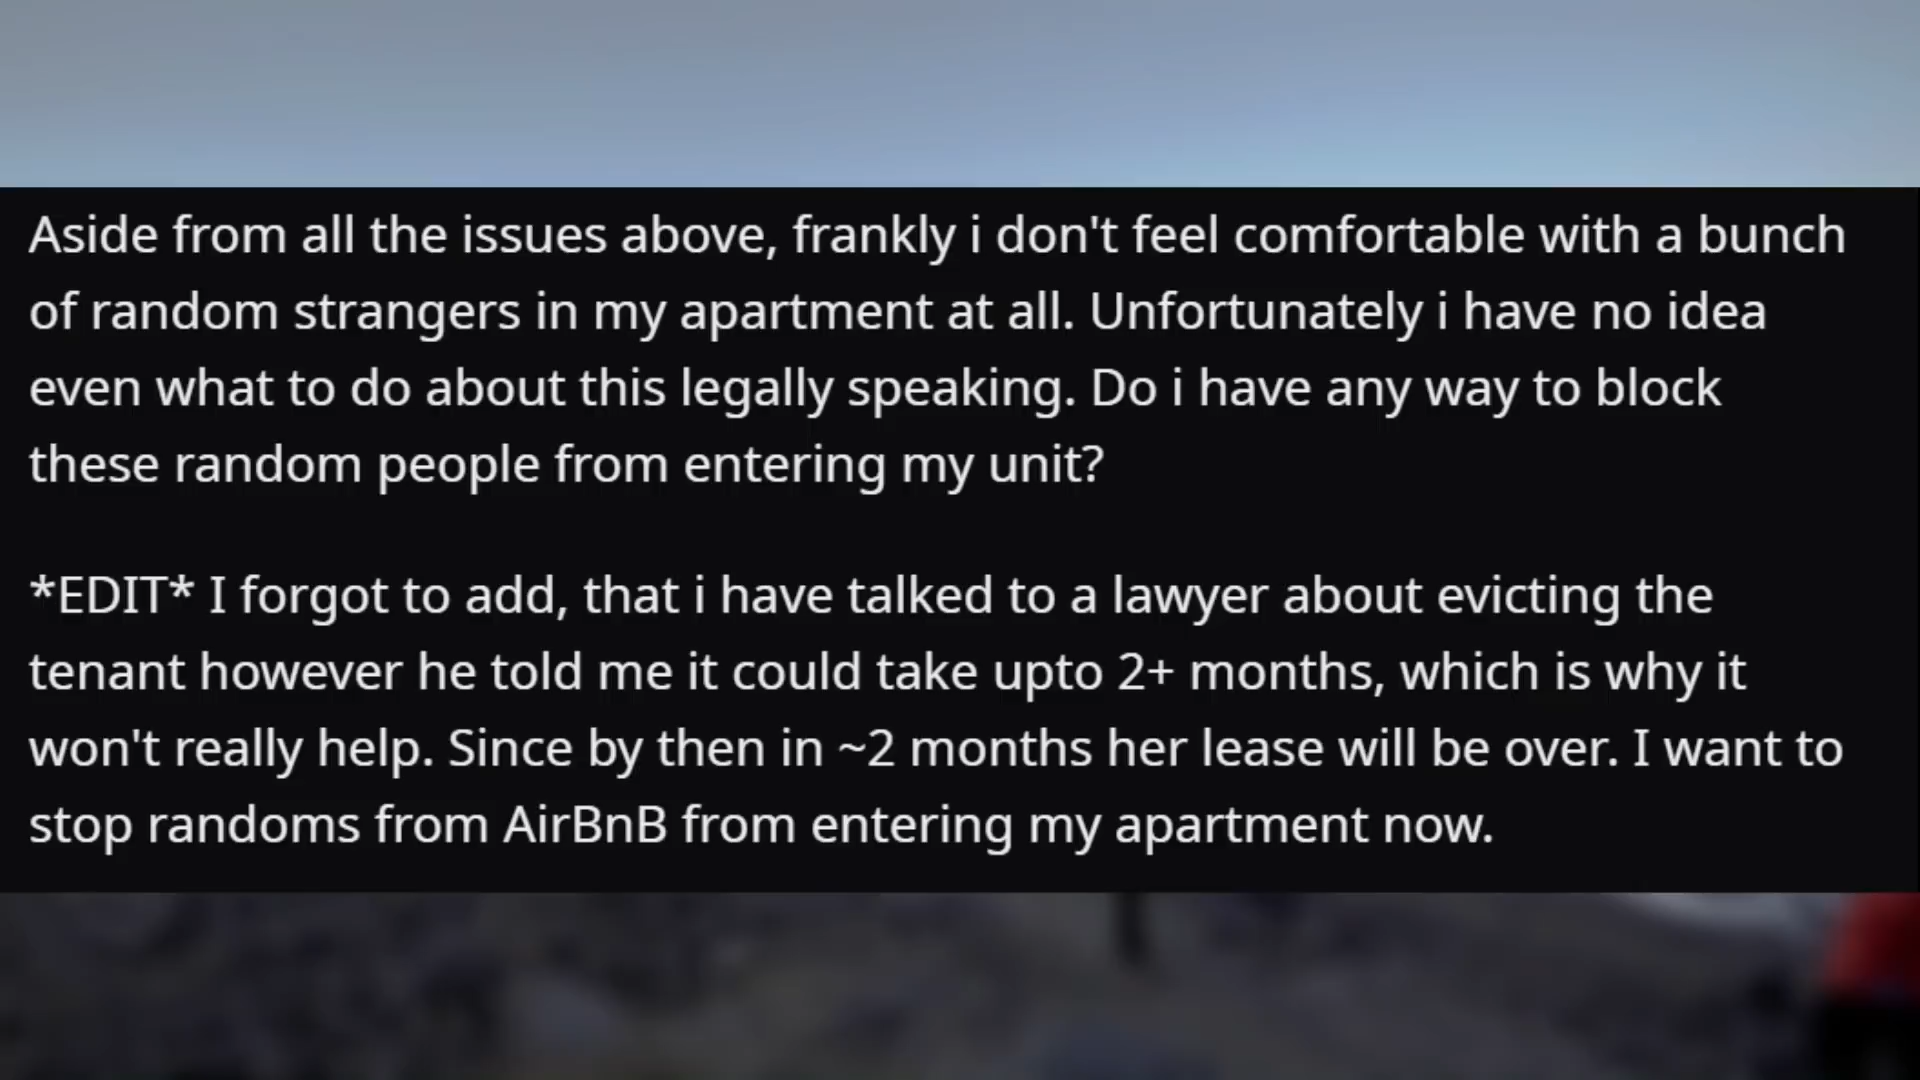 Aside from all the issues above, frankly i don't feel comfortable with a bunch
of random strangers in my apartment at all. Unfortunately i have no idea
even what to do about this legally speaking. Do i have any way to block
these random people from entering my unit?
*EDIT* I forgot to add, that i have talked to a lawyer about evicting the
tenant however he told me it could take upto 2+ months, which is why it
won't really help. Since by then in ~2 months her lease will be over. I want to
stop randoms from AirBnB from entering my apartment now.